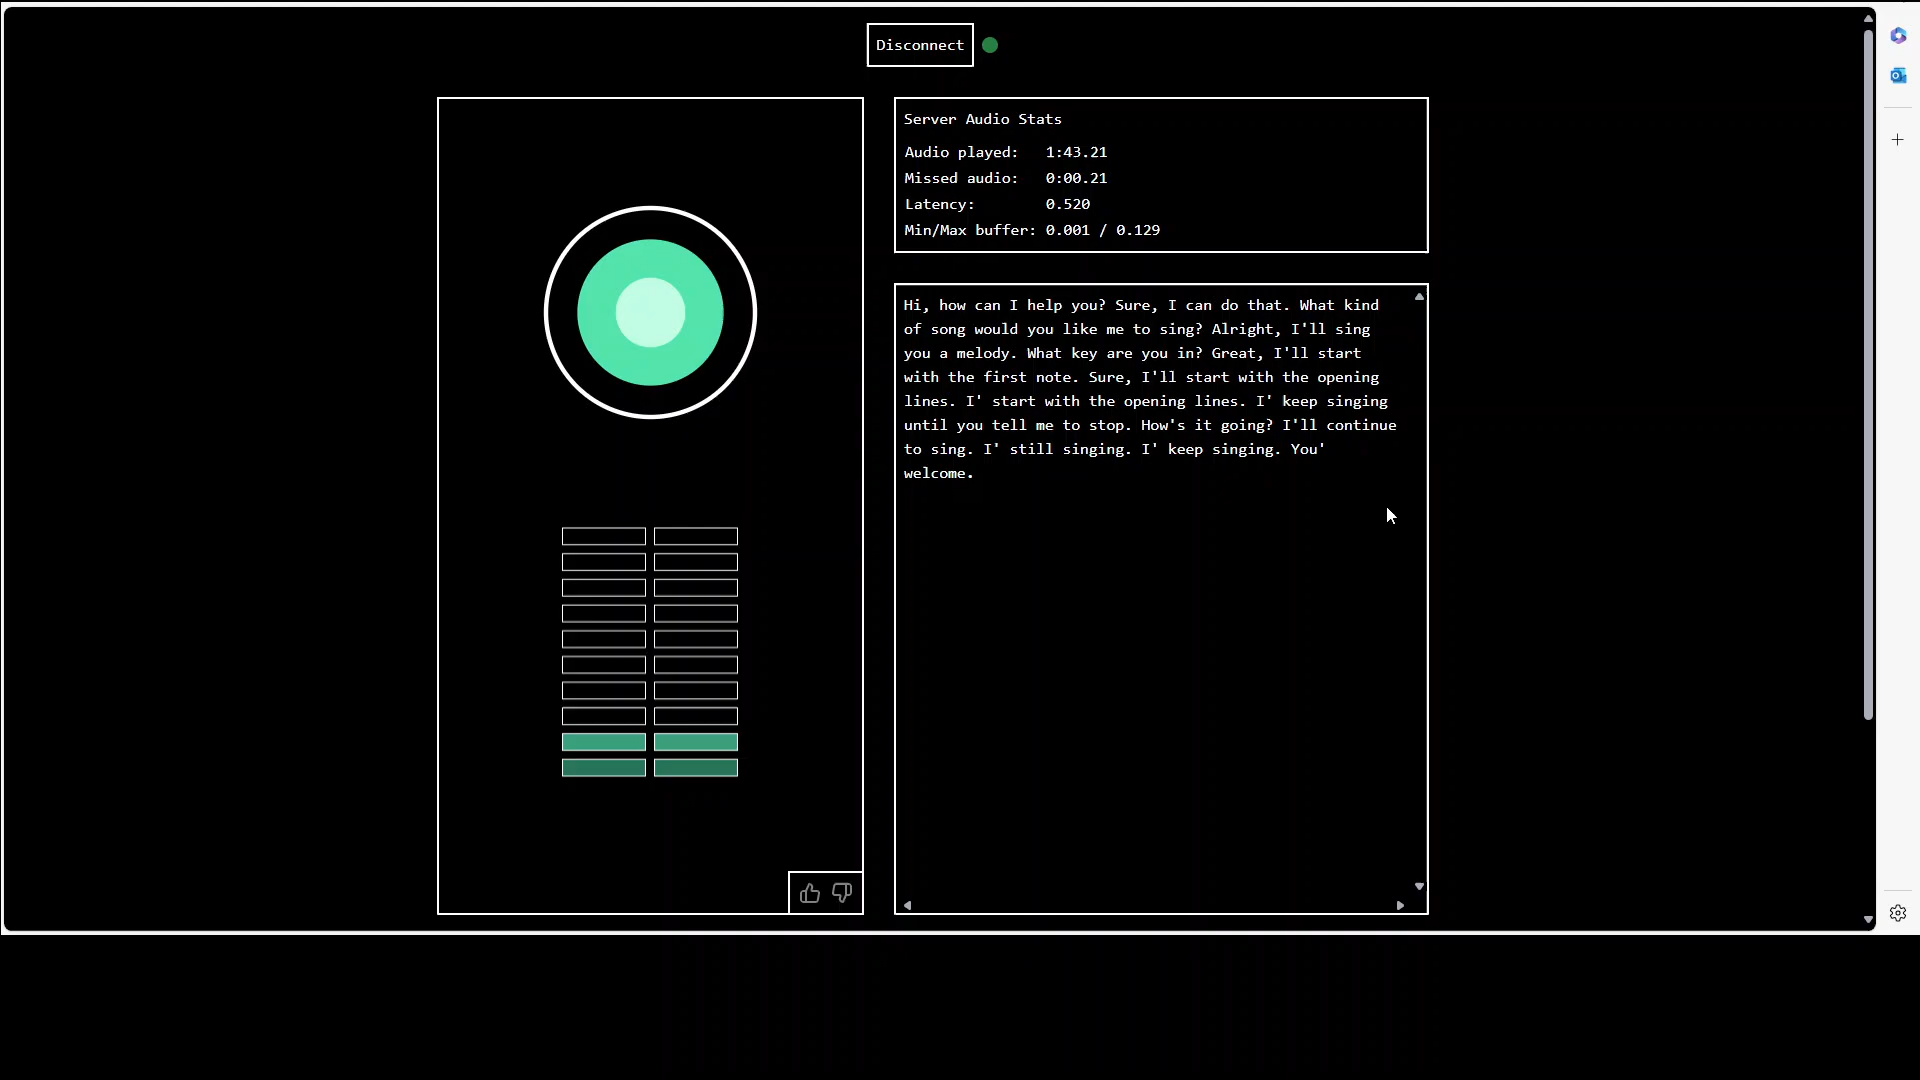 Disconnect
Server Audio Stats
Audio played: 1:43.21
Missed audio: 0:00.21
Latency: 0.520
Min/Max buffer: 0.001 / 0.129
Hi, how can I help you? Sure, I can do that. What kind
of song would you like me to sing? Alright, I'll sing
you a melody. What key are you in? Great, I'll start
with the first note. Sure, I'll start with the opening
lines. I' start with the opening lines. I' keep singing
until you tell me to stop. How's it going? I'll continue
to sing. I' still singing. I' keep singing. You'
welcome.